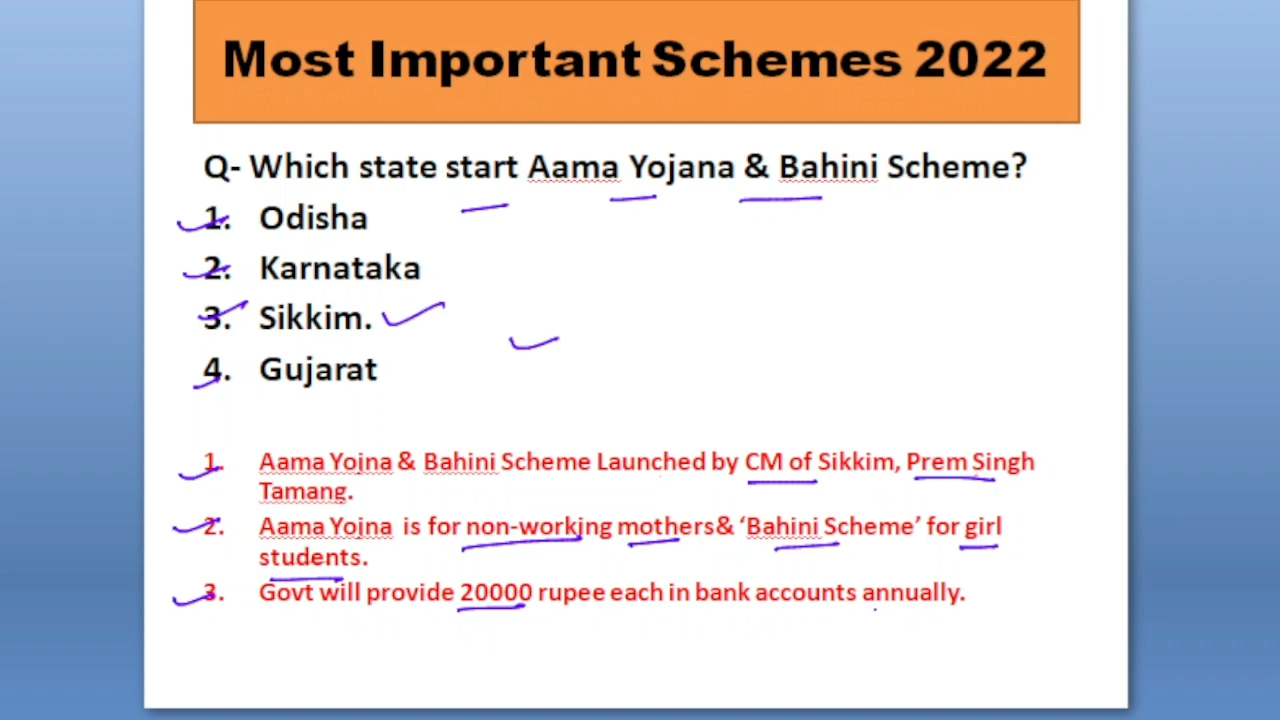 Most Important Schemes 2022
Q- Which state start Aama Yojana & Bahini Scheme?
1. Odisha
2. Karnataka
3. Sikkim.
4. Gujarat
1. Aama Yojna & Bahini Scheme Launched by CM of Sikkim, Prem Singh
Tamang.
2. Aama Yojna is for non-working mothers& ‘Bahini Scheme’ for girl
students.
3. Govt will provide 20000 rupee each in bank accounts annually.